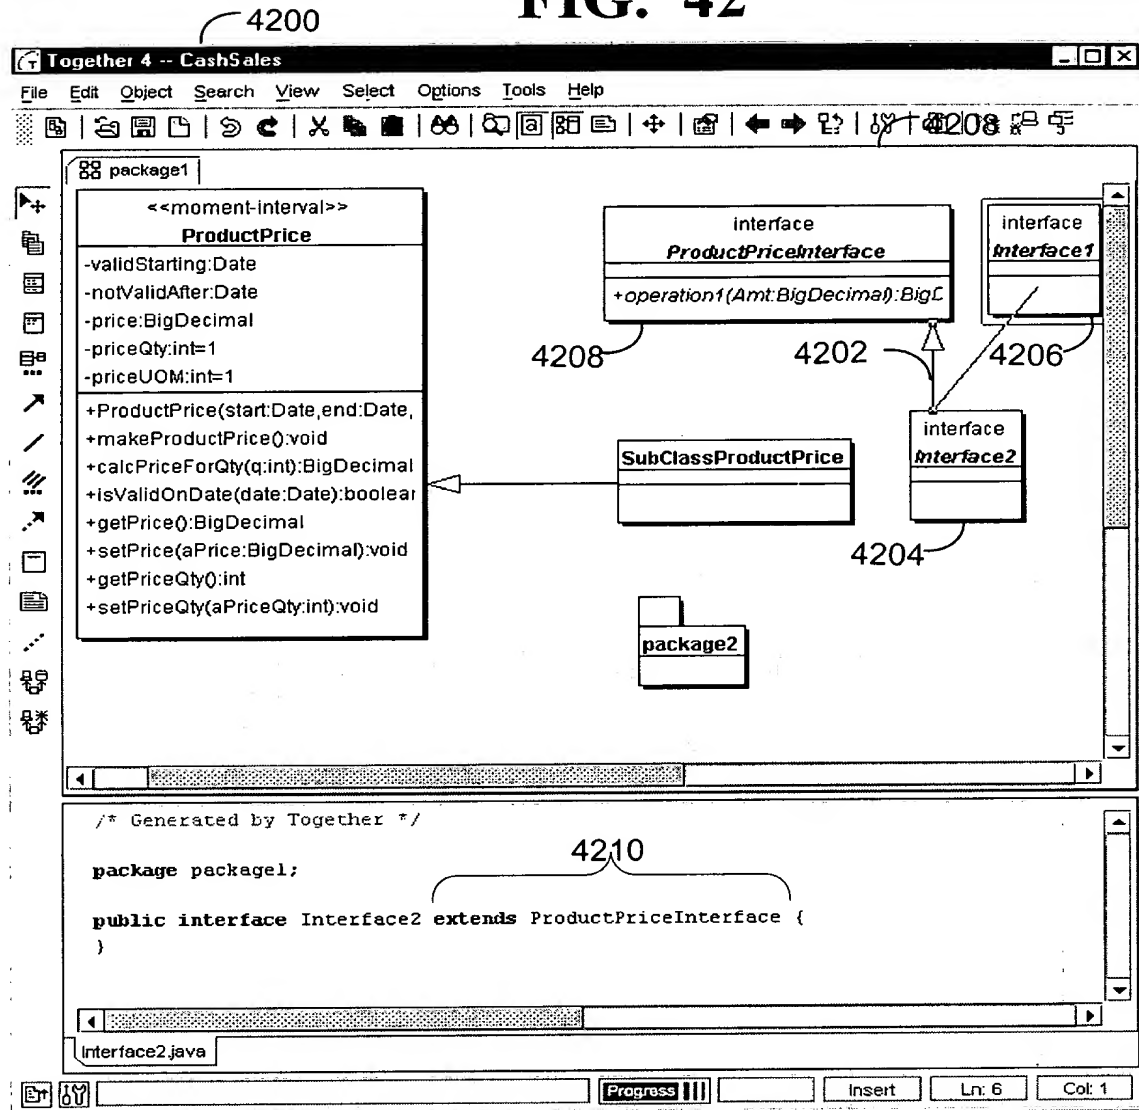 FIG. 42
4200
Together 4 -- CashSales
File Edit Object Search View Select Options Tools Help
4208
package1
<<moment-interval>>
ProductPrice
-validStarting:Date
-notValidAfter:Date
-price:BigDecimal
-priceQty:int=1
-priceUOM:int=1
+ProductPrice(start:Date,end:Date,
+makeProductPrice():void
+calcPriceForQty(q:int):BigDecimal
+isValidOnDate(date:Date):boolear
+getPrice():BigDecimal
+setPrice(aPrice:BigDecimal):void
+getPriceQty():int
+setPriceQty(aPriceQty:int):void
interface
ProductPriceInterface
+operation1(Amt:BigDecimal):BigD
4208
interface
Interface1
4202
4206
interface
Interface2
4204
SubClassProductPrice
package2
/* Generated by Together */
4210
package package1;
public interface Interface2 extends ProductPriceInterface {
}
Interface2.java
Progress
Insert
Ln: 6
Col: 1